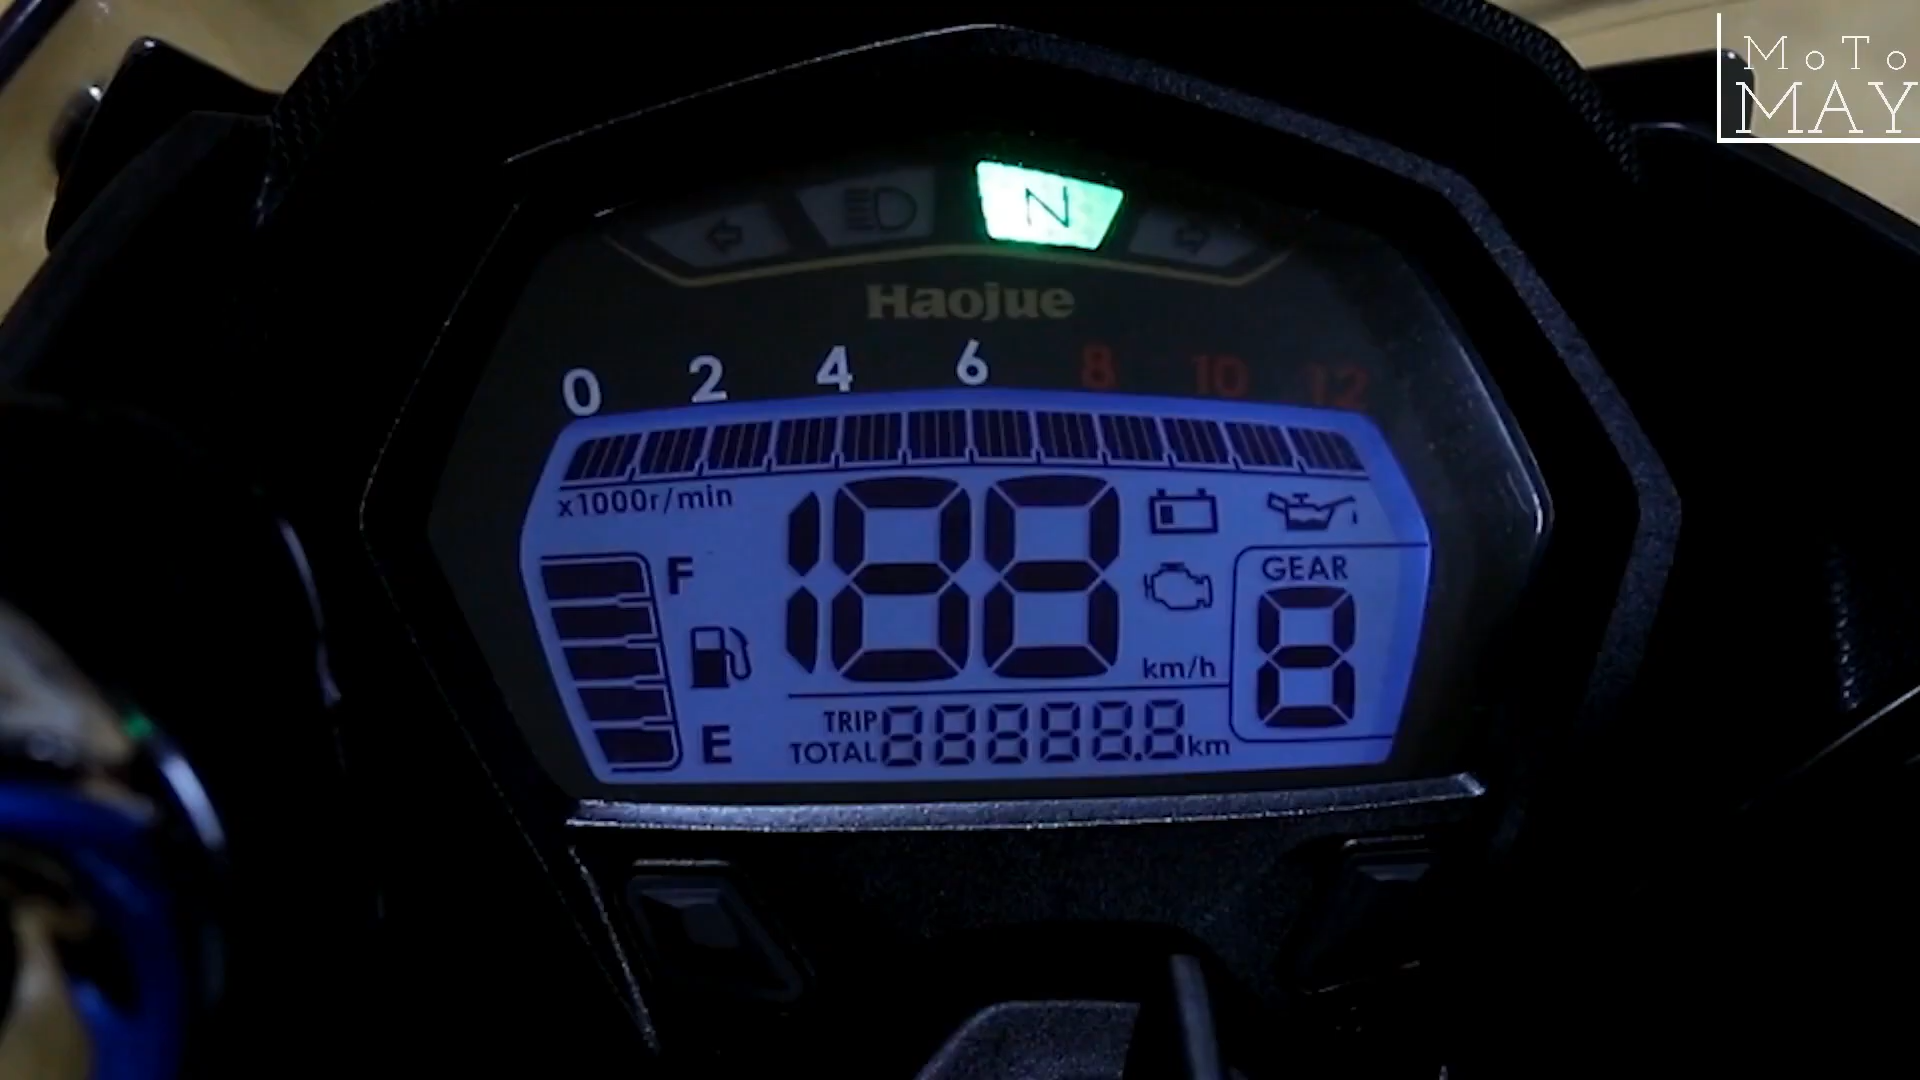 MoTo
MAY
N
Haojue
0 2 4 6 8 10 12
x1000r/min
188
F
GEAR
8
km/h
E
TRIP
TOTAL
88888.8 km